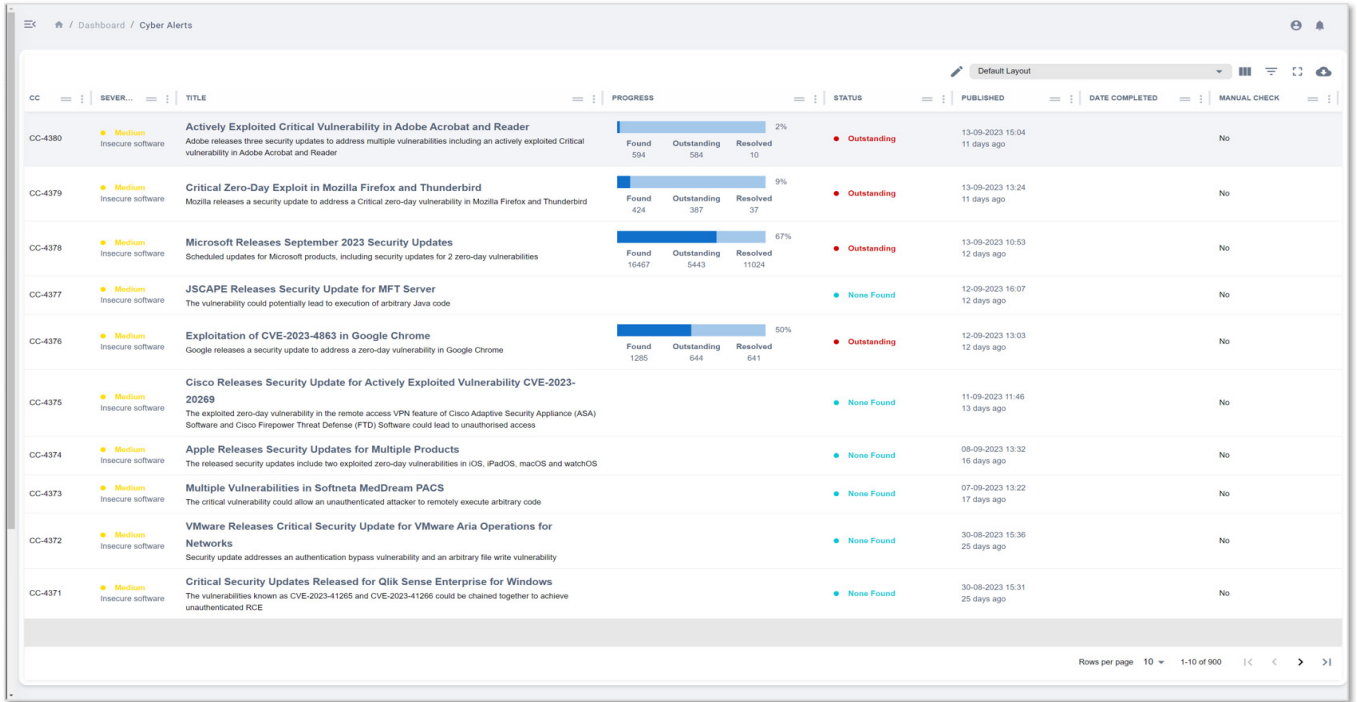 / Dashboard / Cyber Alerts
Default Layout
CC SEVER... TITLE PROGRESS STATUS PUBLISHED DATE COMPLETED MANUAL CHECK
CC-4380
Medium
Insecure software
Actively Exploited Critical Vulnerability in Adobe Acrobat and Reader
Adobe releases three security updates to address multiple vulnerabilities including an actively exploited Critical
vulnerability in Adobe Acrobat and Reader
2%
Found Outstanding Resolved
594 584 10
Outstanding
13-09-2023 15:04
11 days ago
No
CC-4379
Medium
Insecure software
Critical Zero-Day Exploit in Mozilla Firefox and Thunderbird
Mozilla releases a security update to address a Critical zero-day vulnerability in Mozilla Firefox and Thunderbird
9%
Found Outstanding Resolved
424 387 37
Outstanding
13-09-2023 13:24
11 days ago
No
CC-4378
Medium
Insecure software
Microsoft Releases September 2023 Security Updates
Scheduled updates for Microsoft products, including security updates for 2 zero-day vulnerabilities
67%
Found Outstanding Resolved
16467 5443 11024
Outstanding
13-09-2023 10:53
12 days ago
No
CC-4377
Medium
Insecure software
JSCAPE Releases Security Update for MFT Server
The vulnerability could potentially lead to execution of arbitrary Java code
None Found
12-09-2023 16:07
12 days ago
No
CC-4376
Medium
Insecure software
Exploitation of CVE-2023-4863 in Google Chrome
Google releases a security update to address a zero-day vulnerability in Google Chrome
50%
Found Outstanding Resolved
1285 644 641
Outstanding
12-09-2023 13:03
12 days ago
No
CC-4375
Medium
Insecure software
Cisco Releases Security Update for Actively Exploited Vulnerability CVE-2023-
20269
The exploited zero-day vulnerability in the remote access VPN feature of Cisco Adaptive Security Appliance (ASA)
Software and Cisco Firepower Threat Defense (FTD) Software could lead to unauthorised access
None Found
11-09-2023 11:46
13 days ago
No
CC-4374
Medium
Insecure software
Apple Releases Security Updates for Multiple Products
The released security updates include two exploited zero-day vulnerabilities in iOS, iPadOS, macOS and watchOS
None Found
08-09-2023 13:32
16 days ago
No
CC-4373
Medium
Insecure software
Multiple Vulnerabilities in Softneta MedDream PACS
The critical vulnerability could allow an unauthenticated attacker to remotely execute arbitrary code
None Found
07-09-2023 13:22
17 days ago
No
CC-4372
Medium
Insecure software
VMware Releases Critical Security Update for VMware Aria Operations for
Networks
Security update addresses an authentication bypass vulnerability and an arbitrary file write vulnerability
None Found
30-08-2023 15:36
25 days ago
No
CC-4371
Medium
Insecure software
Critical Security Updates Released for Qlik Sense Enterprise for Windows
The vulnerabilities known as CVE-2023-41265 and CVE-2023-41266 could be chained together to achieve
unauthenticated RCE
None Found
30-08-2023 15:31
25 days ago
No
Rows per page 10 1-10 of 900